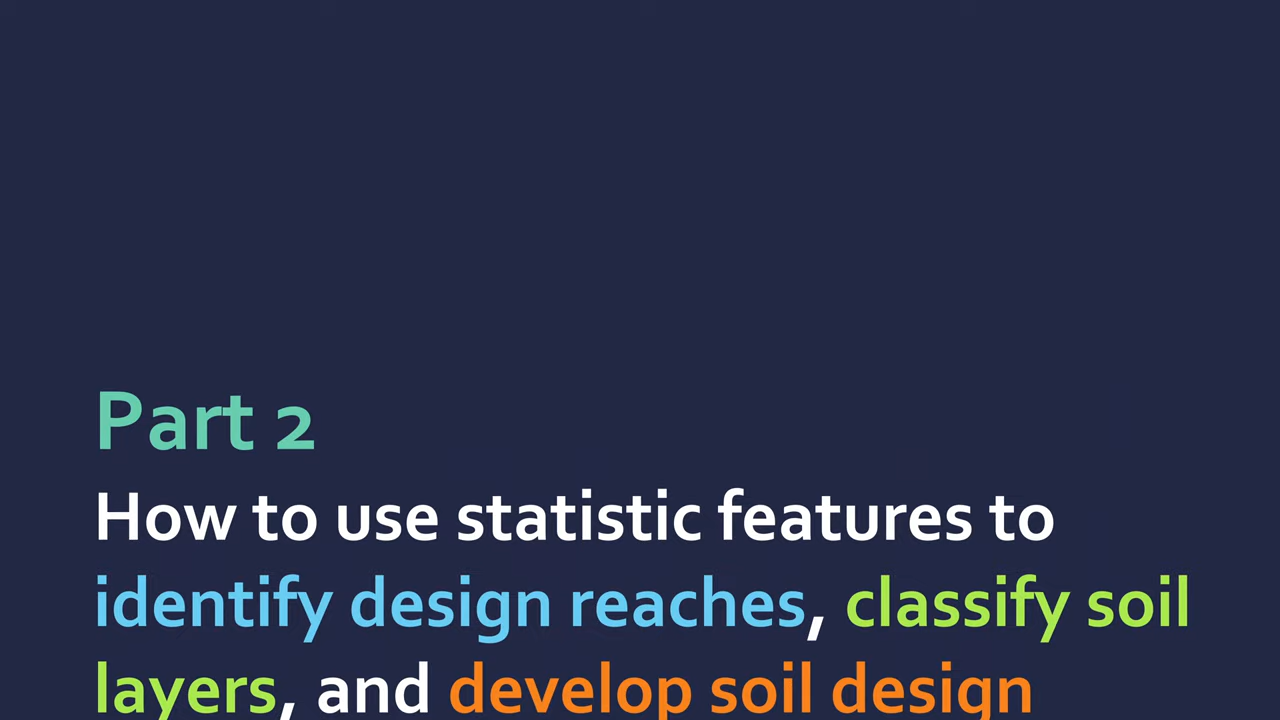 Part 2
How to use statistic features to
identify design reaches, classify soil
layers, and develop soil design